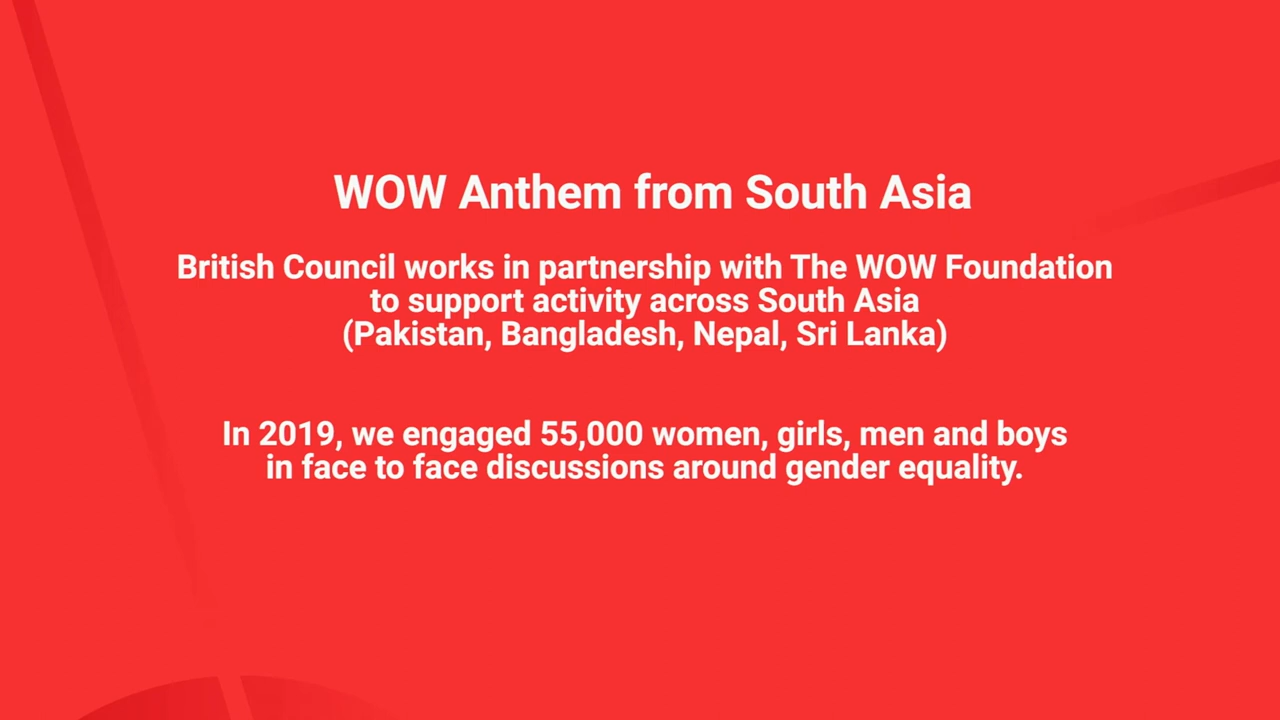 WOW Anthem from South Asia
British Council works in partnership with The WOW Foundation
to support activity across South Asia
(Pakistan, Bangladesh, Nepal, Sri Lanka)
In 2019, we engaged 55,000 women, girls, men and boys
in face to face discussions around gender equality.